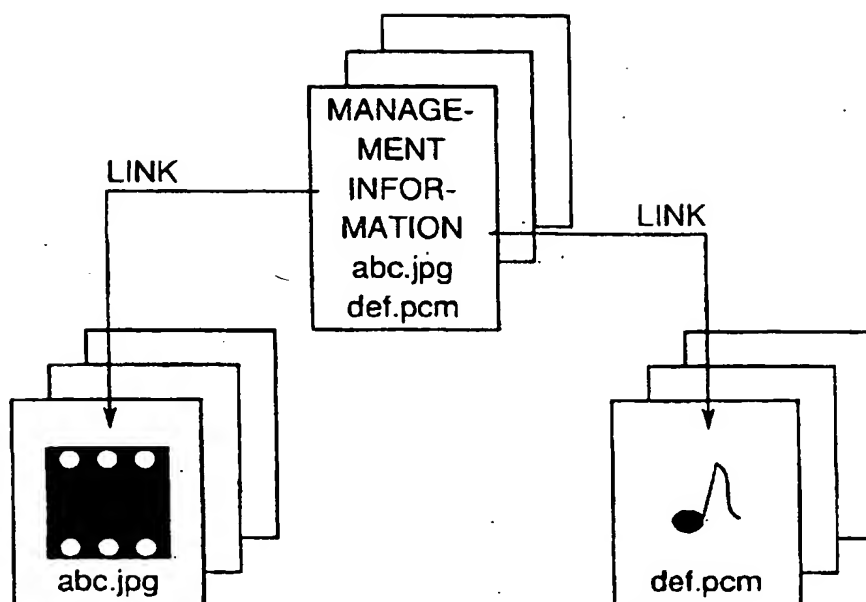 MANAGE-
MENT
INFOR-
MATION
abc.jpg
def.pcm
LINK
LINK
abc.jpg
def.pcm